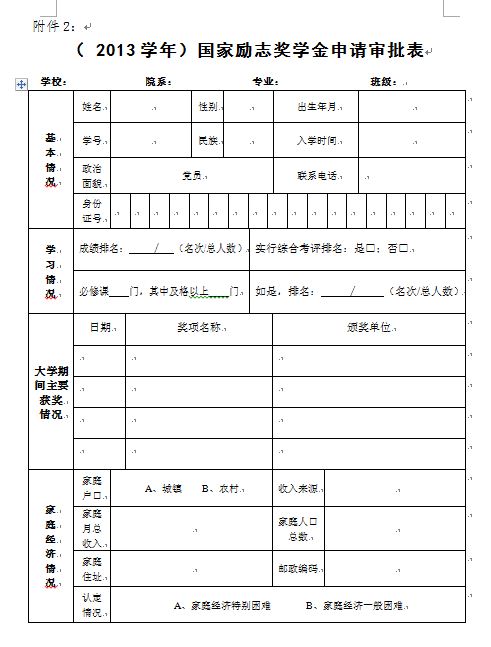 附件2：
（ 2013 学年）国家励志奖学金申请审批表
学校： 院系： 专业： 班级：
基本情况
姓名 性别 出生年月
学号 民族 入学时间
政治面貌 党员 联系电话
身份证号
学习情况
成绩排名： / （名次/总人数） 实行综合考评排名：是□；否□
必修课 门，其中及格以上 门 如是，排名： / （名次/总人数）
大学期间主要获奖情况
日期 奖项名称 颁奖单位
家庭经济情况
家庭户口 A、城镇 B、农村 收入来源
家庭月总收入 家庭人口总数
家庭住址 邮政编码
认定情况 A、家庭经济特别困难 B、家庭经济一般困难